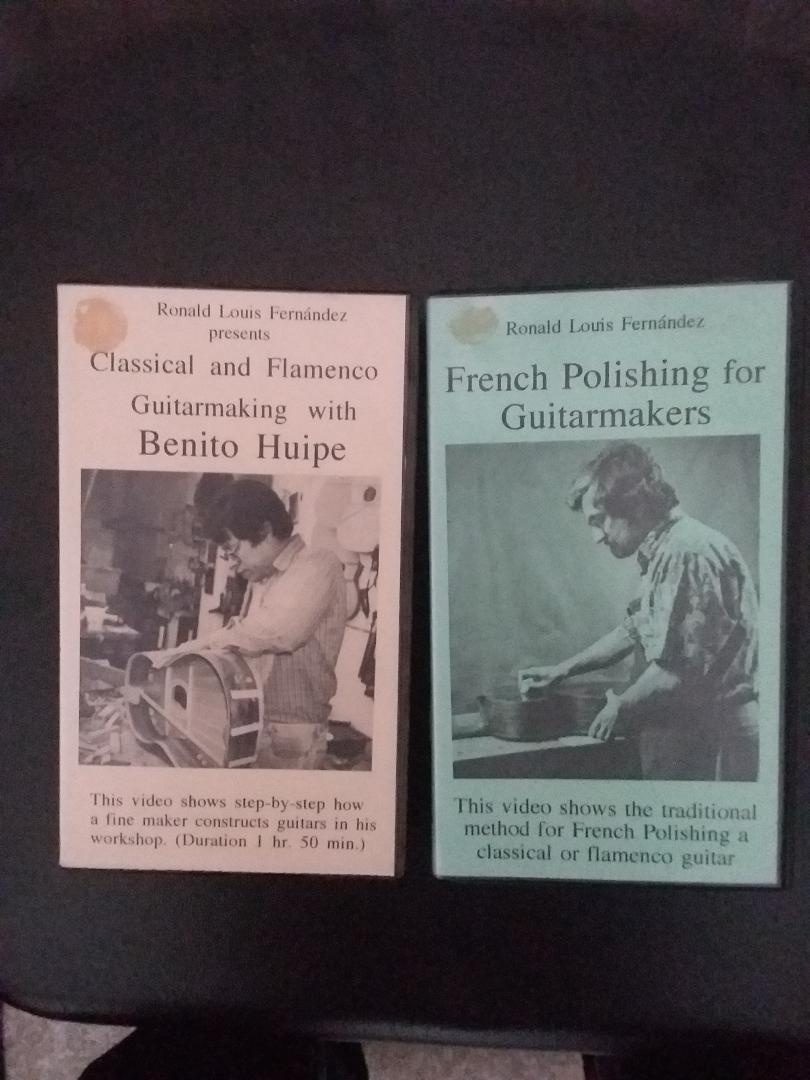 Ronald Louis Fernández
presents
Classical and Flamenco
Guitarmaking with
Benito Huipe
This video shows step-by-step how
a fine maker constructs guitars in his
workshop. (Duration 1 hr. 50 min.)
Ronald Louis Fernández
French Polishing for
Guitarmakers
This video shows the traditional
method for French Polishing a
classical or flamenco guitar